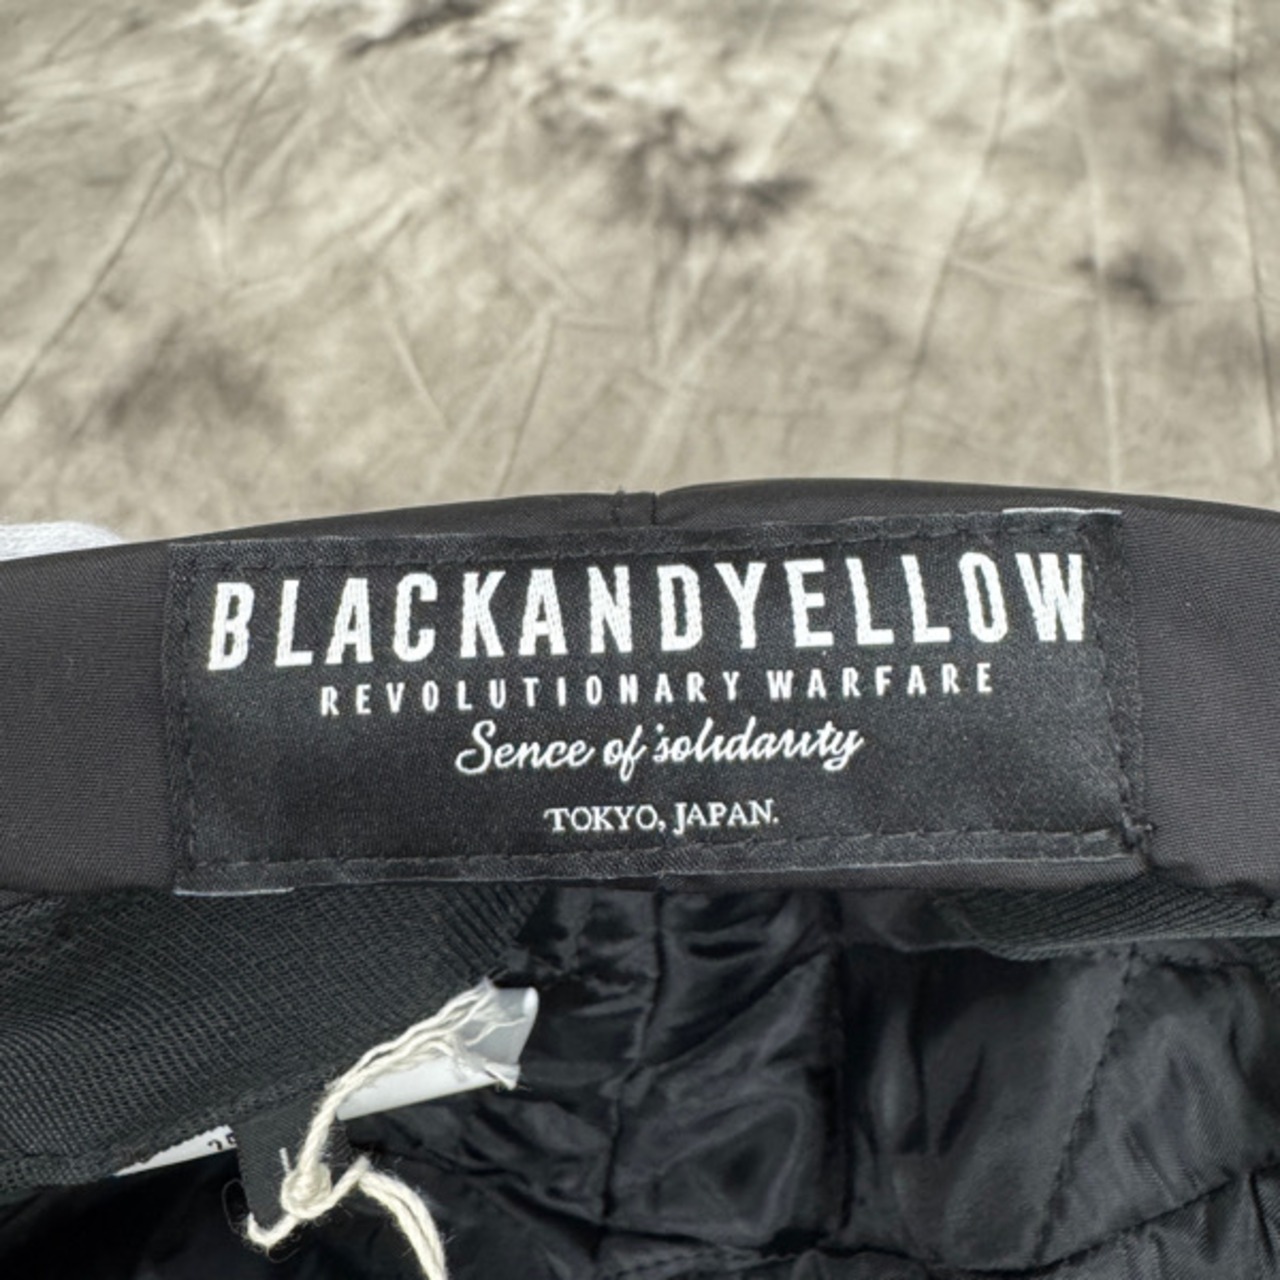 BLACKANDYELLOW
REVOLUTIONARY WARFARE
Sence of solidarity
TOKYO, JAPAN.